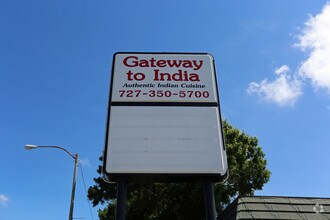 Gateway
to India
Authentic Indian Cuisine
727-350-5700